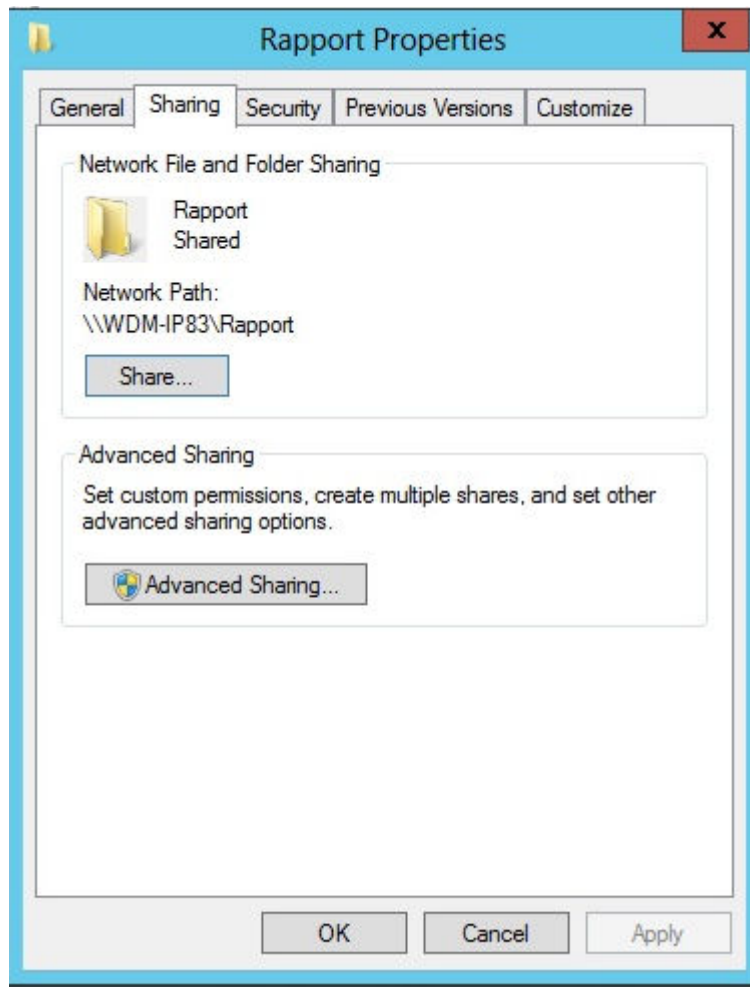 Rapport Properties
x
General Sharing Security Previous Versions Customize
Network File and Folder Sharing
Rapport
Shared
Network Path:
\\WDM-IP83\Rapport
Share...
Advanced Sharing
Set custom permissions, create multiple shares, and set other
advanced sharing options.
Advanced Sharing...
OK Cancel Apply